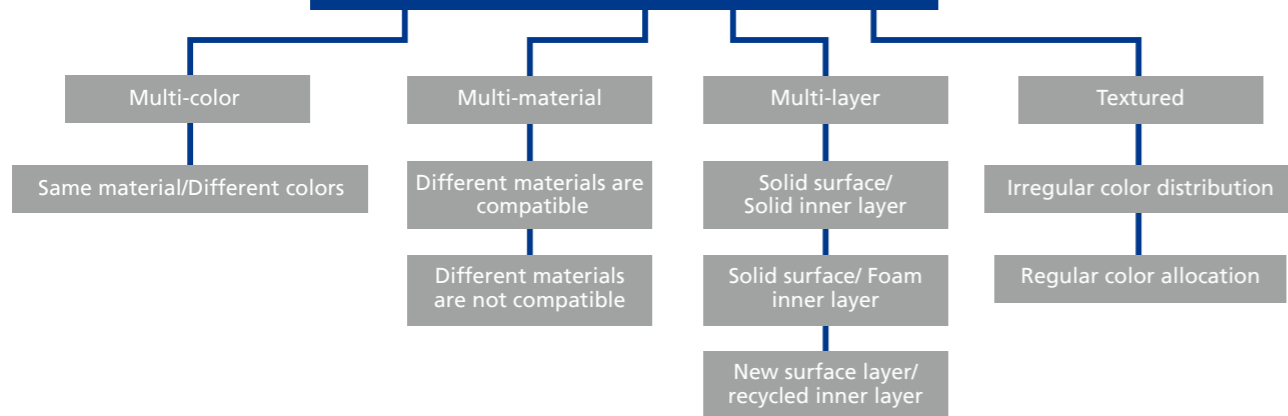 Multi-color
Multi-material
Multi-layer
Textured
Same material/Different colors
Different materials are
compatible
Solid surface/
Solid inner layer
Irregular color distribution
Different materials
are not compatible
Solid surface/ Foam
inner layer
Regular color allocation
New surface layer/
recycled inner layer